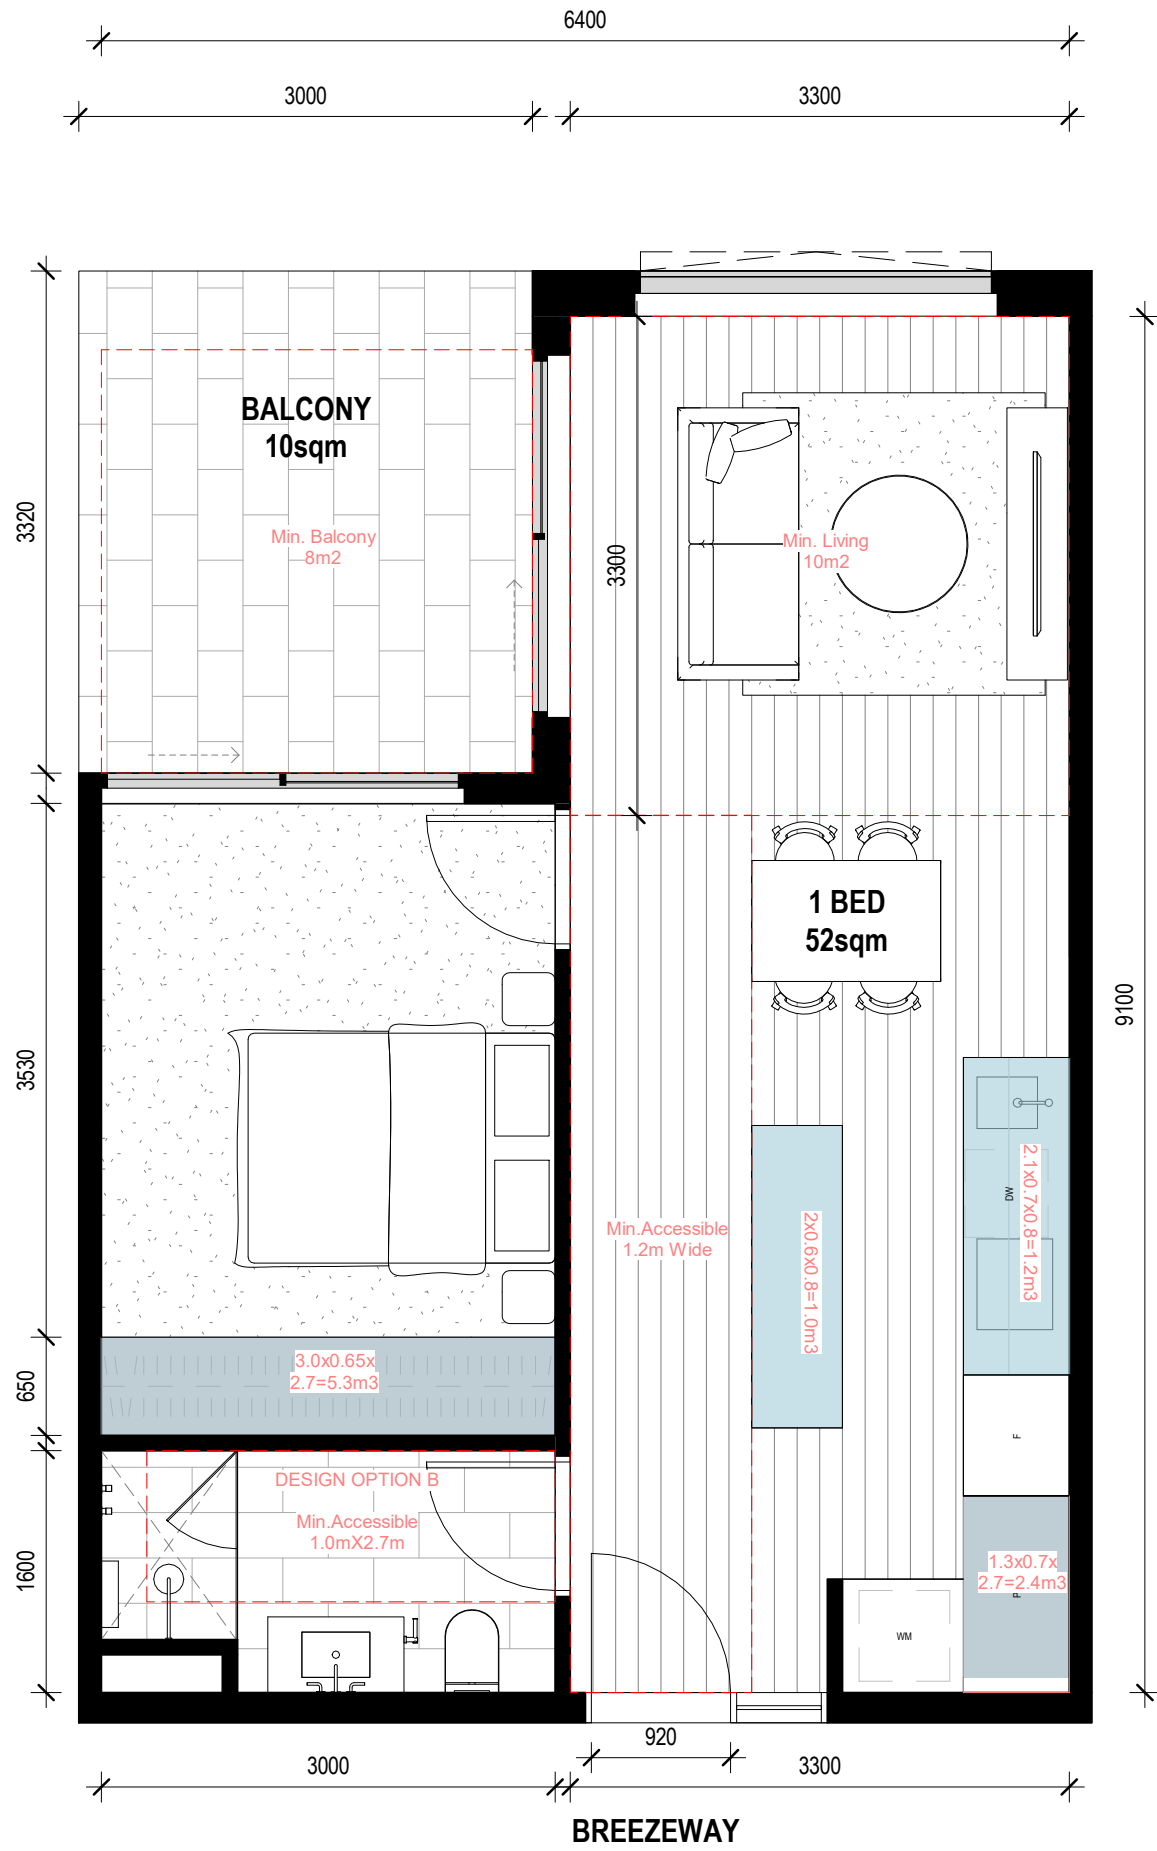 6400
3000
3300
BALCONY
10sqm
Min. Balcony
8m2
3320
3300
Min. Living
10m2
1 BED
52sqm
9100
3530
Min.Accessible
1.2m Wide
2x0.6x0.8=1.0m3
DW
2.1x0.7x0.8=1.2m3
F
3.0x0.65x
2.7=5.3m3
650
DESIGN OPTION B
Min.Accessible
1.0mX2.7m
1600
1.3x0.7x
2.7=2.4m3
P
WM
920
3000
3300
BREEZEWAY